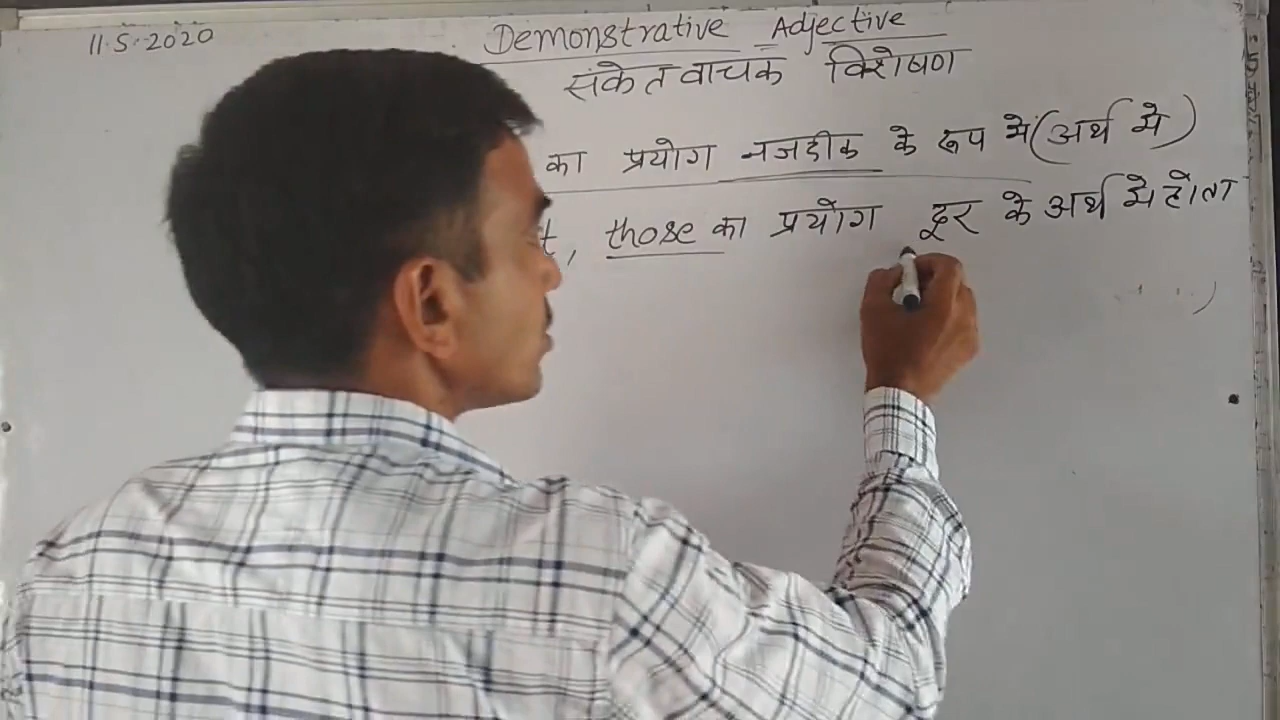 11.5.2020
Demonstrative Adjective
संकेतवाचक विशेषण
का प्रयोग नजदीक के रूप में (अर्थ मे)
t, those का प्रयोग दूर के अर्थ मे होता